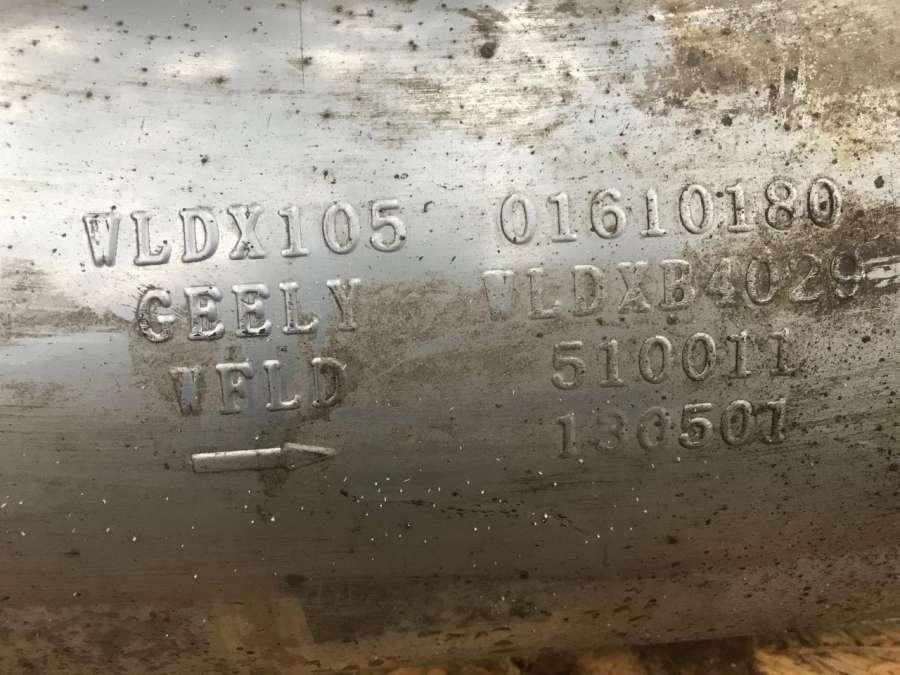 WLDX105 01610180
GEELY WLDXB4029
WFLD 510011
130507